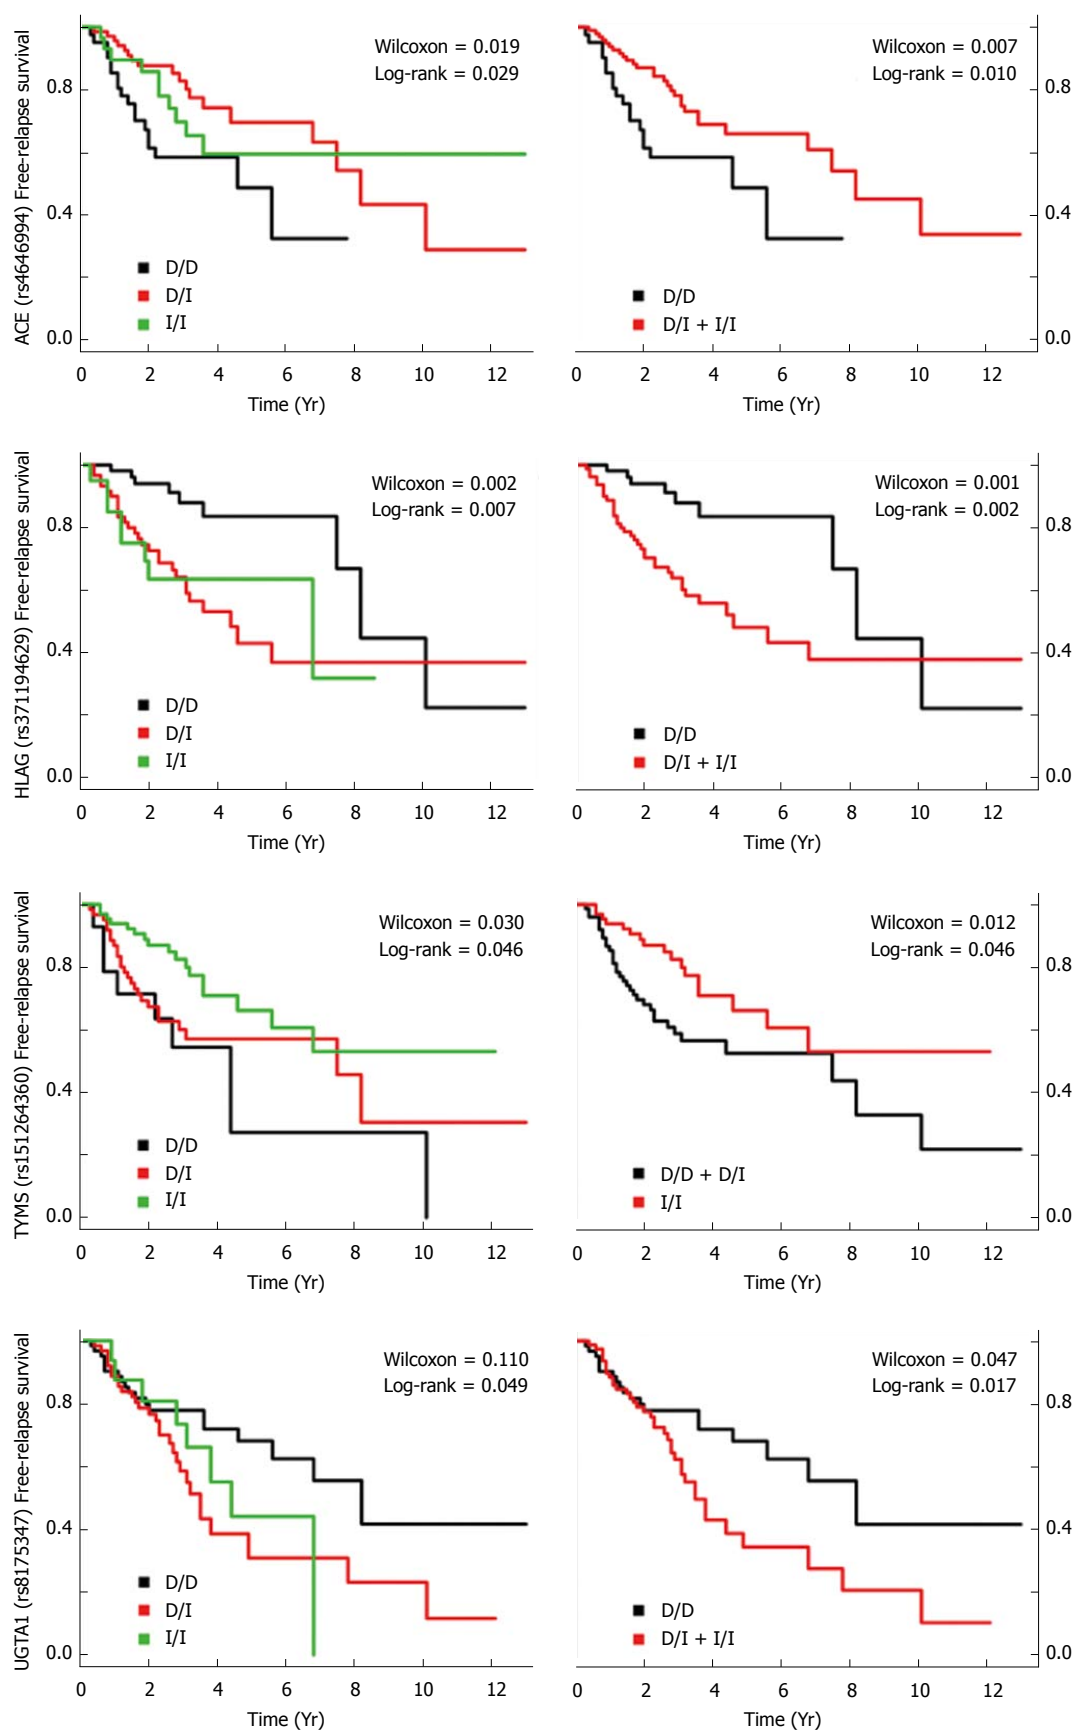 ACE (rs4646994) Free-relapse survival
0.8
0.4
0.0
Wilcoxon = 0.019
Log-rank = 0.029
D/D
D/I
I/I
0 2 4 6 8 10 12
Time (Yr)
Wilcoxon = 0.007
Log-rank = 0.010
D/D
D/I + I/I
0.8
0.4
0.0
0 2 4 6 8 10 12
Time (Yr)
HLAG (rs371194629) Free-relapse survival
0.8
0.4
0.0
Wilcoxon = 0.002
Log-rank = 0.007
D/D
D/I
I/I
0 2 4 6 8 10 12
Time (Yr)
Wilcoxon = 0.001
Log-rank = 0.002
D/D
D/I + I/I
0.8
0.4
0.0
0 2 4 6 8 10 12
Time (Yr)
TYMS (rs151264360) Free-relapse survival
0.8
0.4
0.0
Wilcoxon = 0.030
Log-rank = 0.046
D/D
D/I
I/I
0 2 4 6 8 10 12
Time (Yr)
Wilcoxon = 0.012
Log-rank = 0.046
D/D + D/I
I/I
0.8
0.4
0.0
0 2 4 6 8 10 12
Time (Yr)
UGTA1 (rs8175347) Free-relapse survival
0.8
0.4
0.0
Wilcoxon = 0.110
Log-rank = 0.049
D/D
D/I
I/I
0 2 4 6 8 10 12
Time (Yr)
Wilcoxon = 0.047
Log-rank = 0.017
D/D
D/I + I/I
0.8
0.4
0.0
0 2 4 6 8 10 12
Time (Yr)